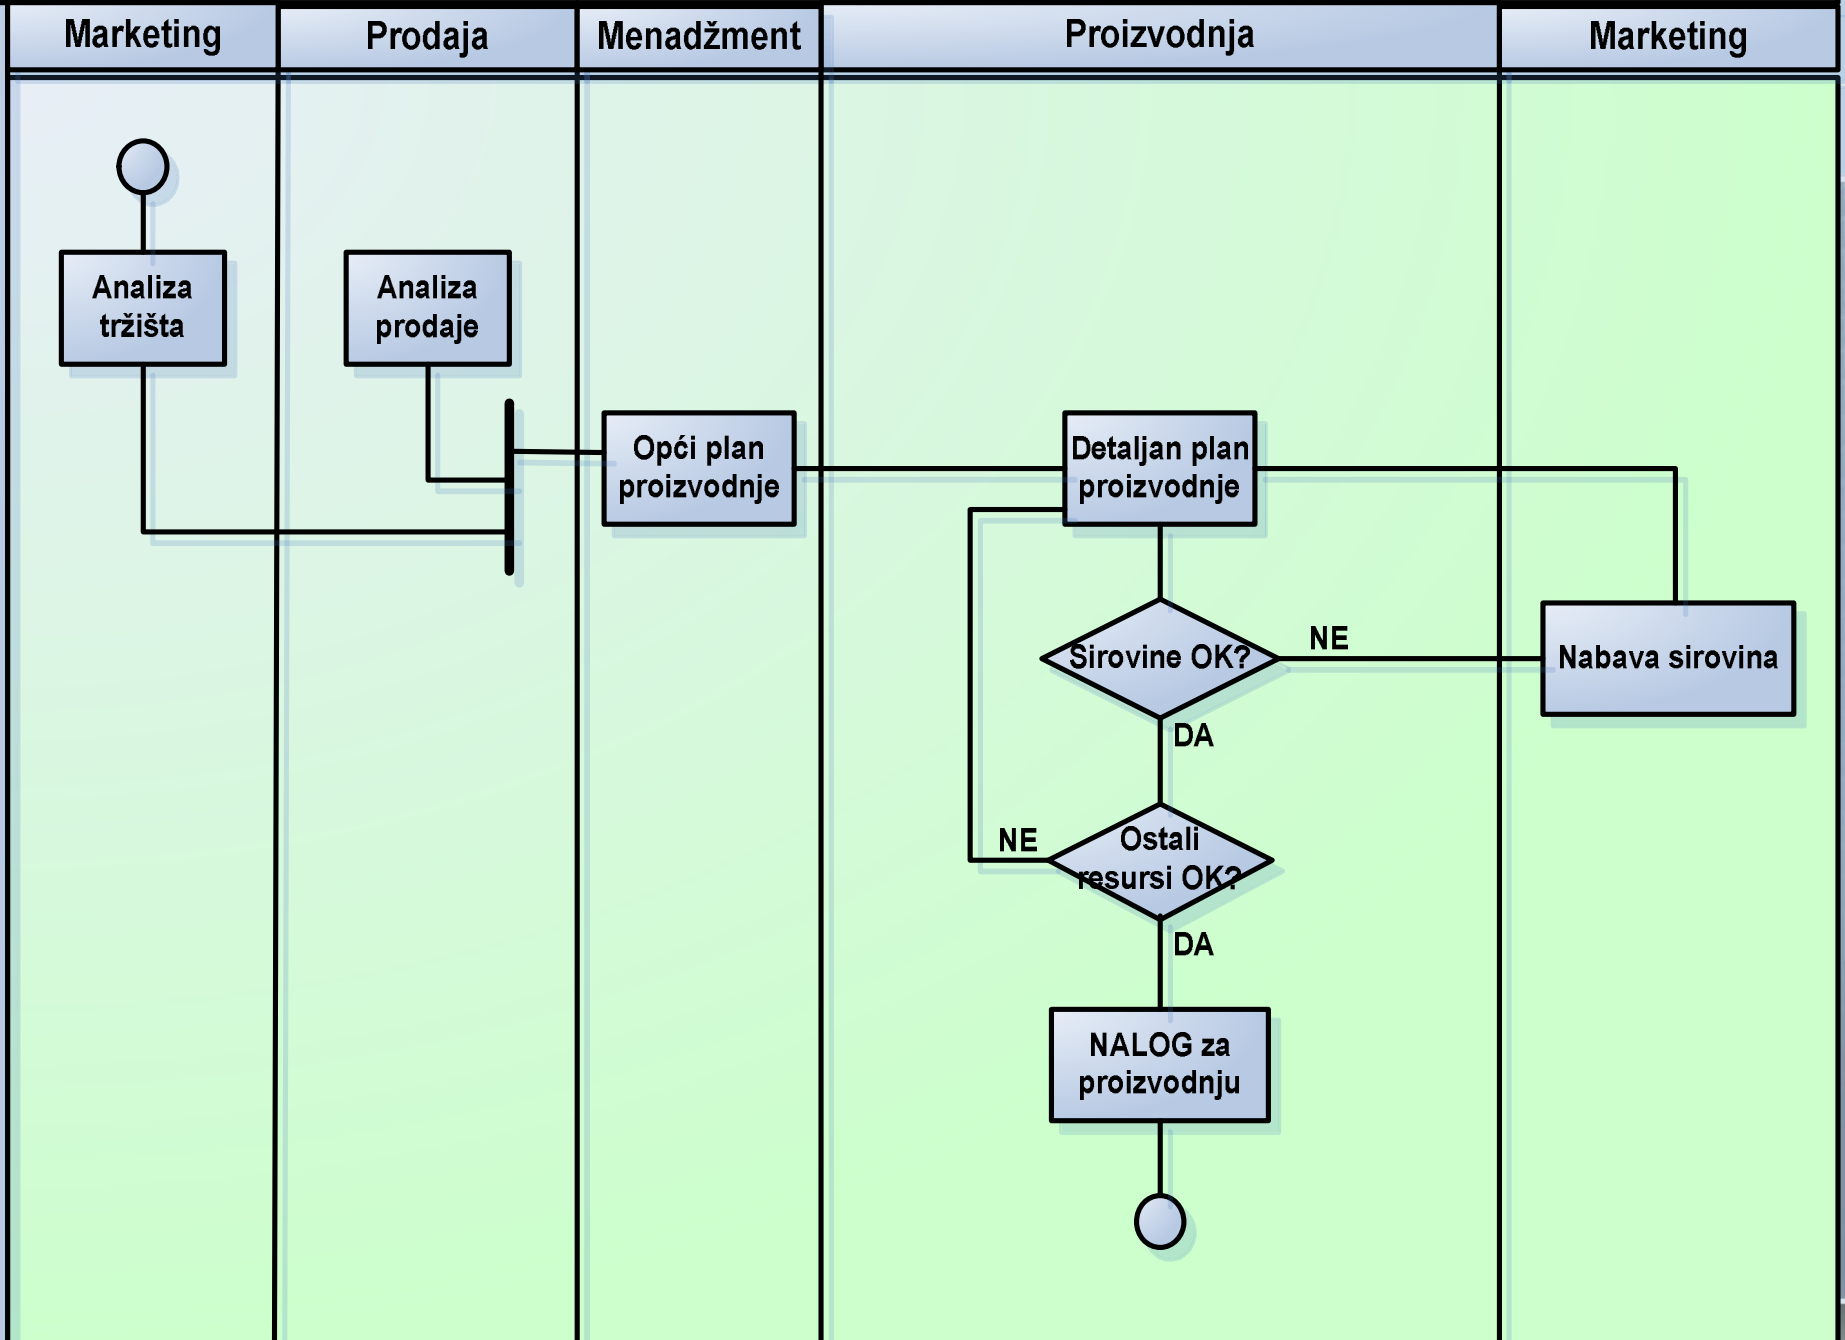 Marketing
Prodaja
Menadžment
Proizvodnja
Marketing
Analiza
tržišta
Analiza
prodaje
Opći plan
proizvodnje
Detaljan plan
proizvodnje
Sirovine OK?
NE
Nabava sirovina
DA
NE
Ostali
resursi OK?
DA
NALOG za
proizvodnju